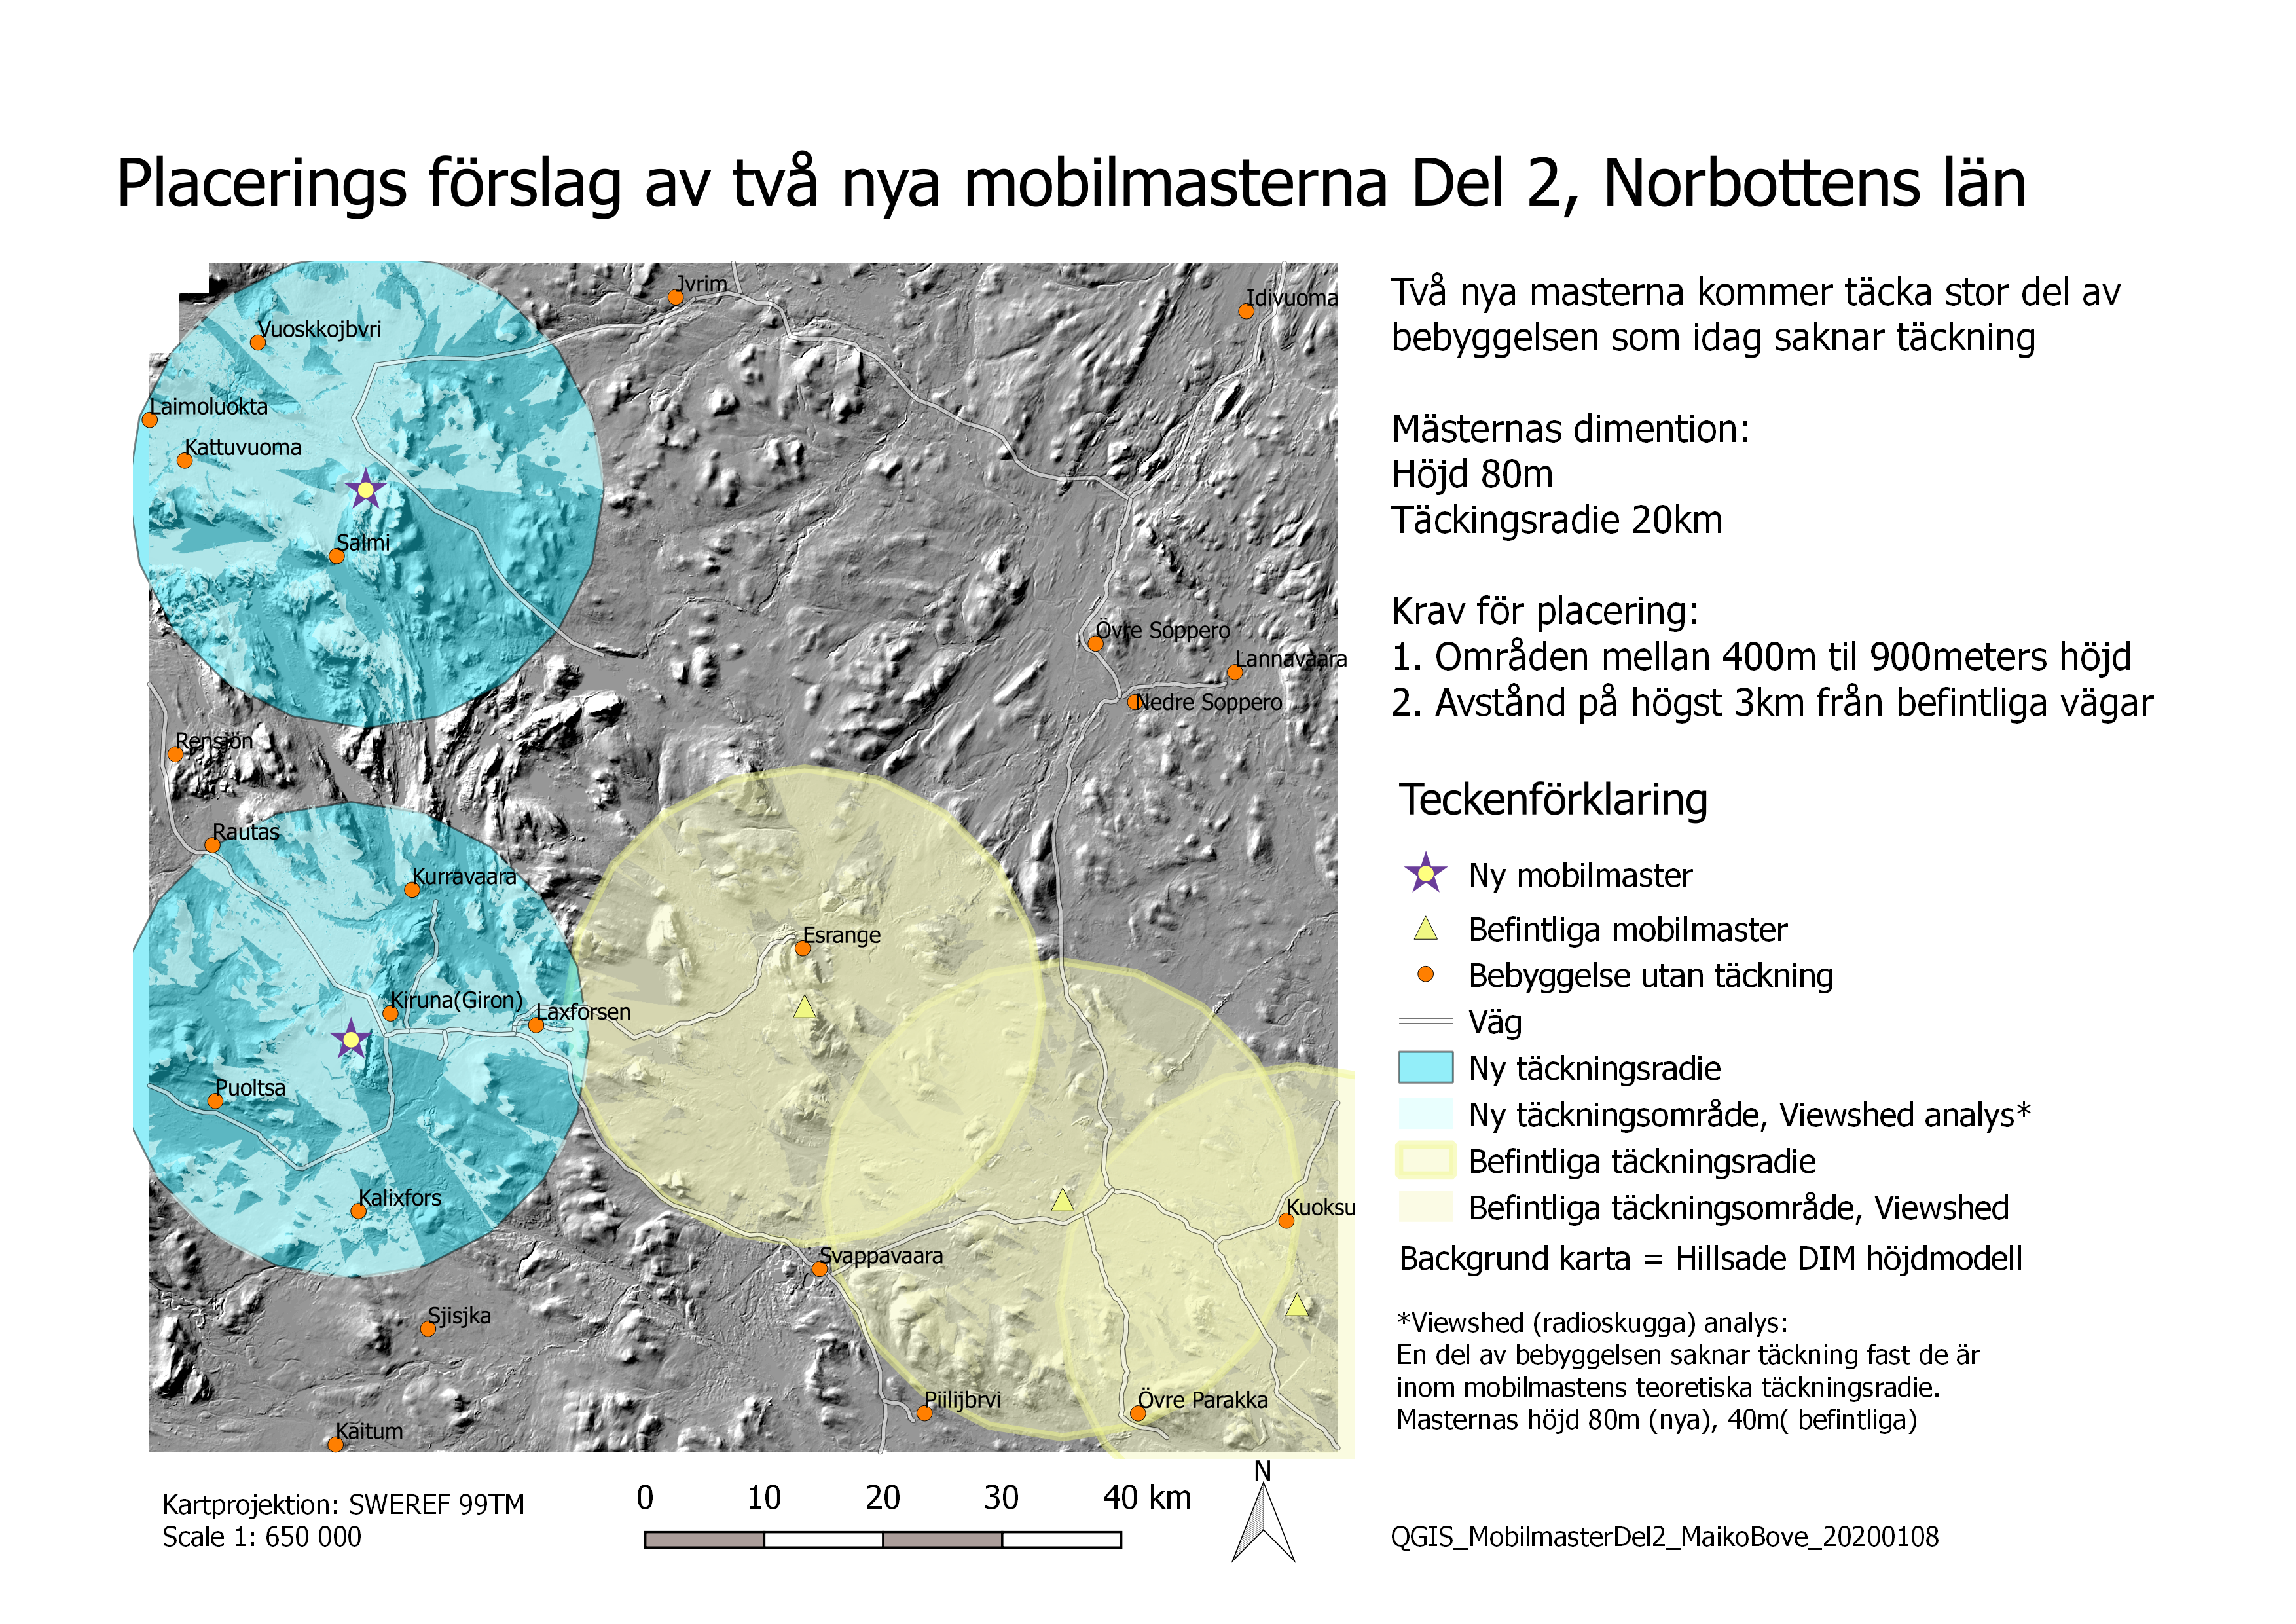 Placerings förslag av två nya mobilmasterna Del 2, Norbottens län
Jvrim
Idivuoma
Vuoskkojbvri
Laimoluokta
Kattuvuoma
Salmi
Övre Soppero
Lannavaara
Nedre Soppero
Rensjön
Rautas
Kurravaara
Esrange
Kiruna(Giron)
Laxforsen
Puoltsa
Kalixfors
Kuoksu
Svappavaara
Sjisjka
Piilijbrvi
Övre Parakka
Kaitum
Två nya masterna kommer täcka stor del av
bebyggelsen som idag saknar täckning
Mästernas dimention:
Höjd 80m
Täckingsradie 20km
Krav för placering:
1. Områden mellan 400m til 900meters höjd
2. Avstånd på högst 3km från befintliga vägar
Teckenförklaring
Ny mobilmaster
Befintliga mobilmaster
Bebyggelse utan täckning
Väg
Ny täckningsradie
Ny täckningsområde, Viewshed analys*
Befintliga täckningsradie
Befintliga täckningsområde, Viewshed
Backgrund karta = Hillsade DIM höjdmodell
*Viewshed (radioskugga) analys:
En del av bebyggelsen saknar täckning fast de är
inom mobilmastens teoretiska täckningsradie.
Masternas höjd 80m (nya), 40m( befintliga)
Kartprojektion: SWEREF 99TM
Scale 1: 650 000
0 10 20 30 40 km
N
QGIS_MobilmasterDel2_MaikoBove_20200108